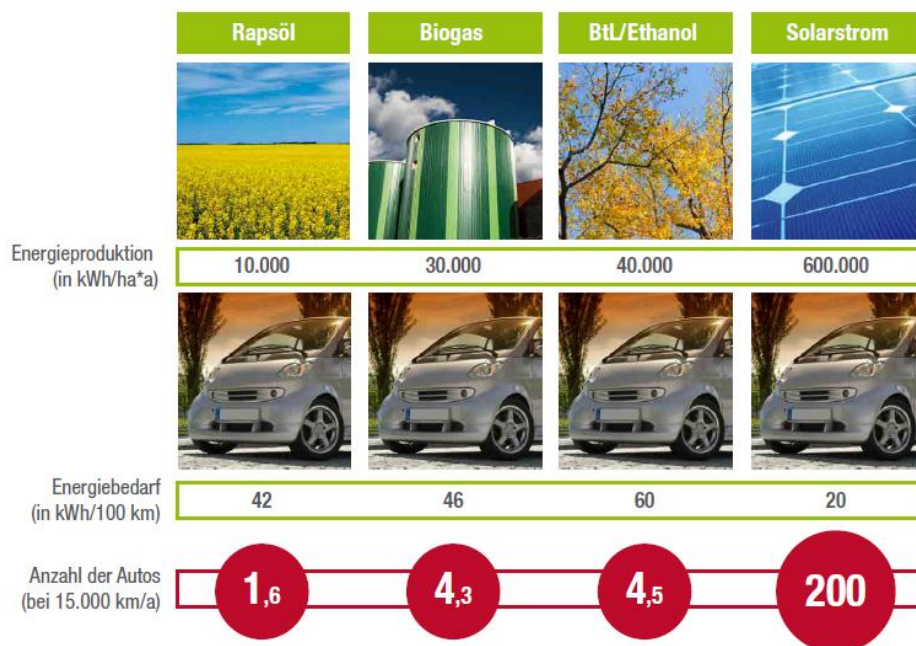 Rapsöl Biogas BtL/Ethanol Solarstrom
Energieproduktion
(in kWh/ha*a)
10.000 30.000 40.000 600.000
Energiebedarf
(in kWh/100 km)
42 46 60 20
Anzahl der Autos
(bei 15.000 km/a)
1,6 4,3 4,5 200